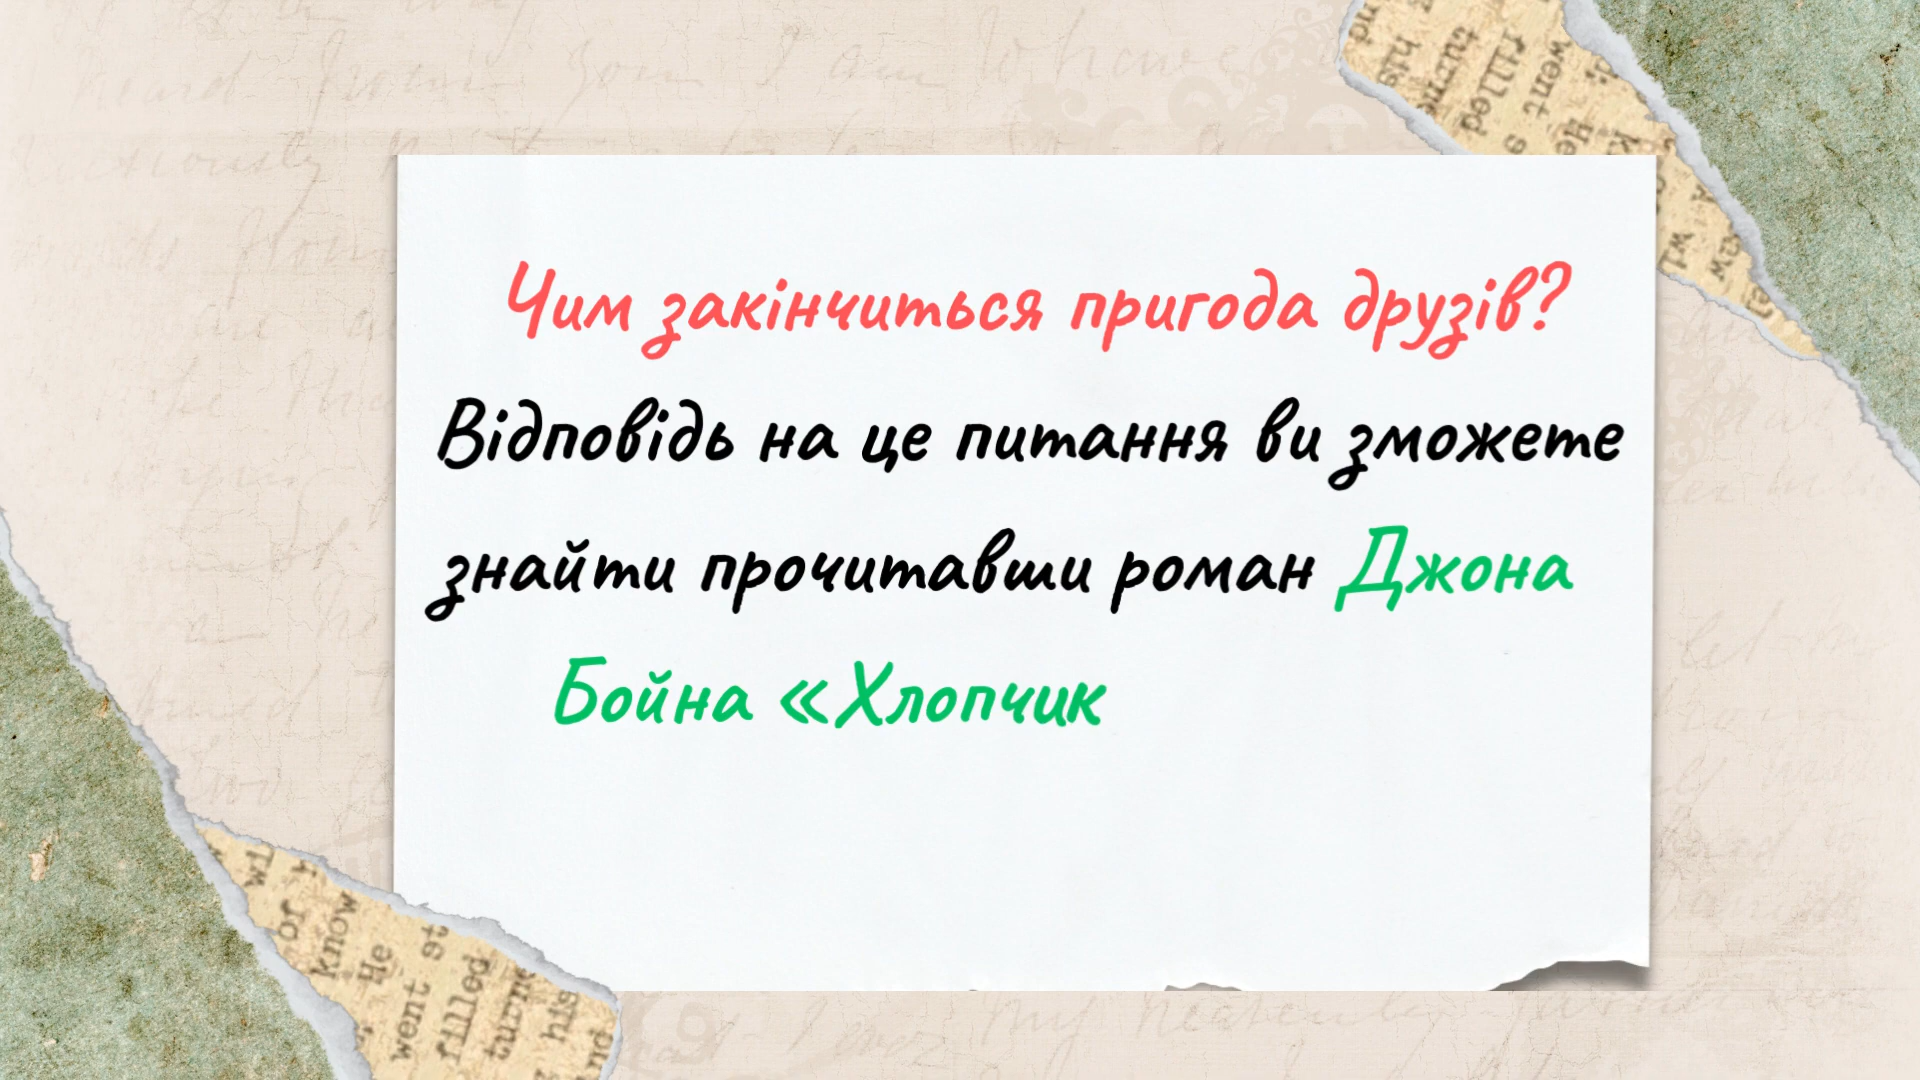 Чим закінчиться пригода друзів?
Відповідь на це питання ви зможете
знайти прочитавши роман Джона
Бойна «Хлопчик